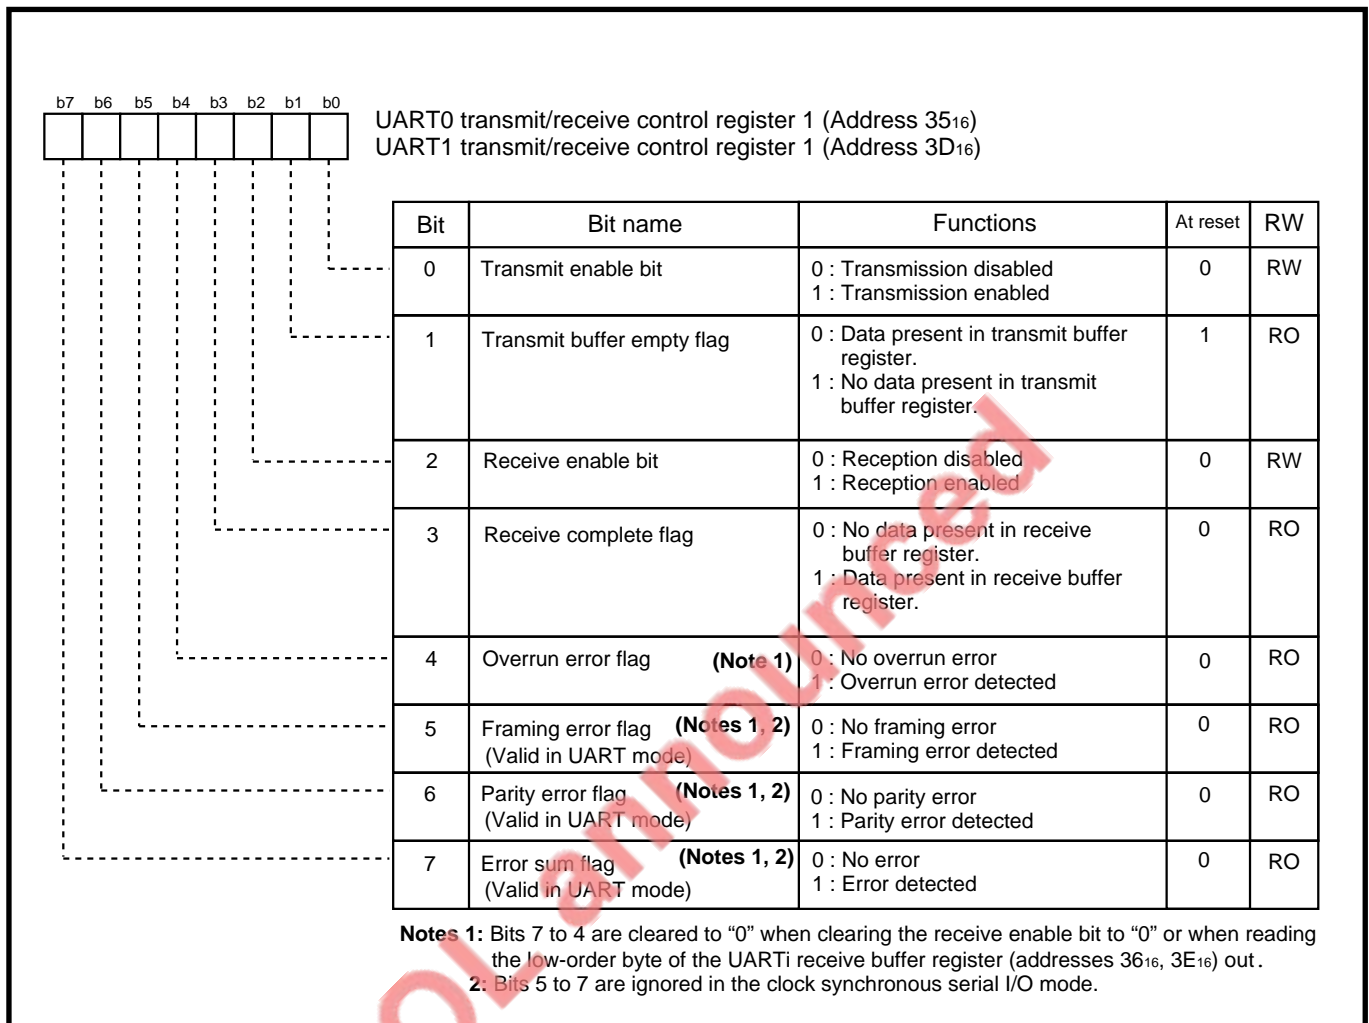 b7 b6 b5 b4 b3 b2 b1 b0
UART0 transmit/receive control register 1 (Address 35₁₆)
UART1 transmit/receive control register 1 (Address 3D₁₆)
Bit Bit name Functions At reset RW
0 Transmit enable bit 0 : Transmission disabled 0 RW
1 : Transmission enabled
1 Transmit buffer empty flag 0 : Data present in transmit buffer 1 RO
register.
1 : No data present in transmit
buffer register.
2 Receive enable bit 0 : Reception disabled 0 RW
1 : Reception enabled
3 Receive complete flag 0 : No data present in receive 0 RO
buffer register.
1 : Data present in receive buffer
register.
4 Overrun error flag (Note 1) 0 : No overrun error 0 RO
1 : Overrun error detected
5 Framing error flag (Notes 1, 2) 0 : No framing error 0 RO
(Valid in UART mode) 1 : Framing error detected
6 Parity error flag (Notes 1, 2) 0 : No parity error 0 RO
(Valid in UART mode) 1 : Parity error detected
7 Error sum flag (Notes 1, 2) 0 : No error 0 RO
(Valid in UART mode) 1 : Error detected
Notes 1: Bits 7 to 4 are cleared to “0” when clearing the receive enable bit to “0” or when reading
the low-order byte of the UARTi receive buffer register (addresses 36₁₆, 3E₁₆) out.
2: Bits 5 to 7 are ignored in the clock synchronous serial I/O mode.
OL announced